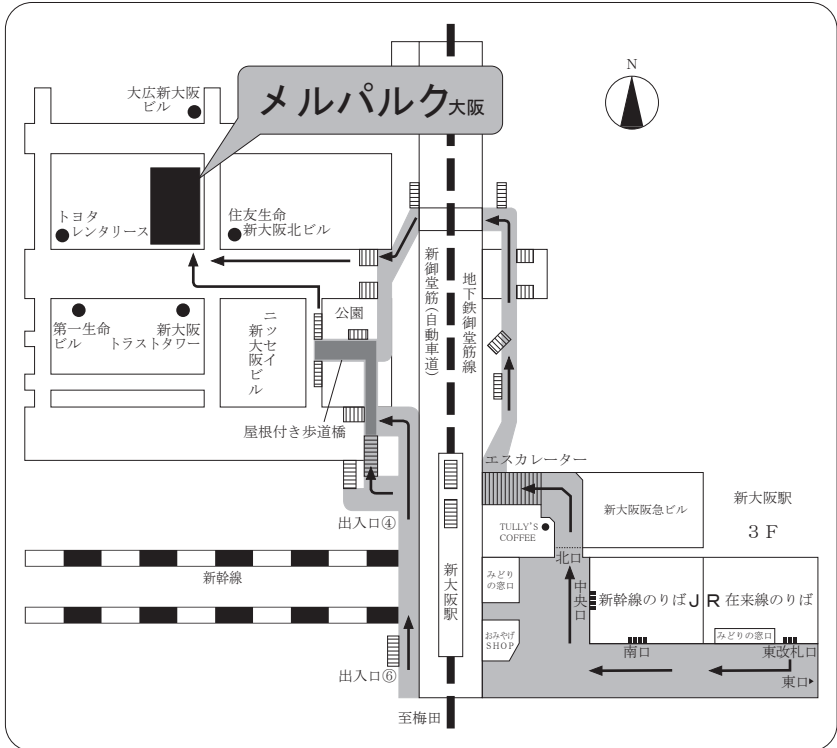 N
大広新大阪
ビル
メルパルク大阪
トヨタ
レンタリース
住友生命
新大阪北ビル
第一生命
ビル
新大阪
トラストタワー
ニッセイ
新大阪ビル
公園
新御堂筋(自動車道)
地下鉄御堂筋線
屋根付き歩道橋
エスカレーター
出入口④
TULLY'S
COFFEE
新大阪阪急ビル
新大阪駅
3F
北口
新幹線
新大阪駅
みどり
の窓口
中央口
新幹線のりば
JR在来線のりば
おみやげ
SHOP
みどりの窓口
南口
東改札口
出入口⑥
東口
至梅田